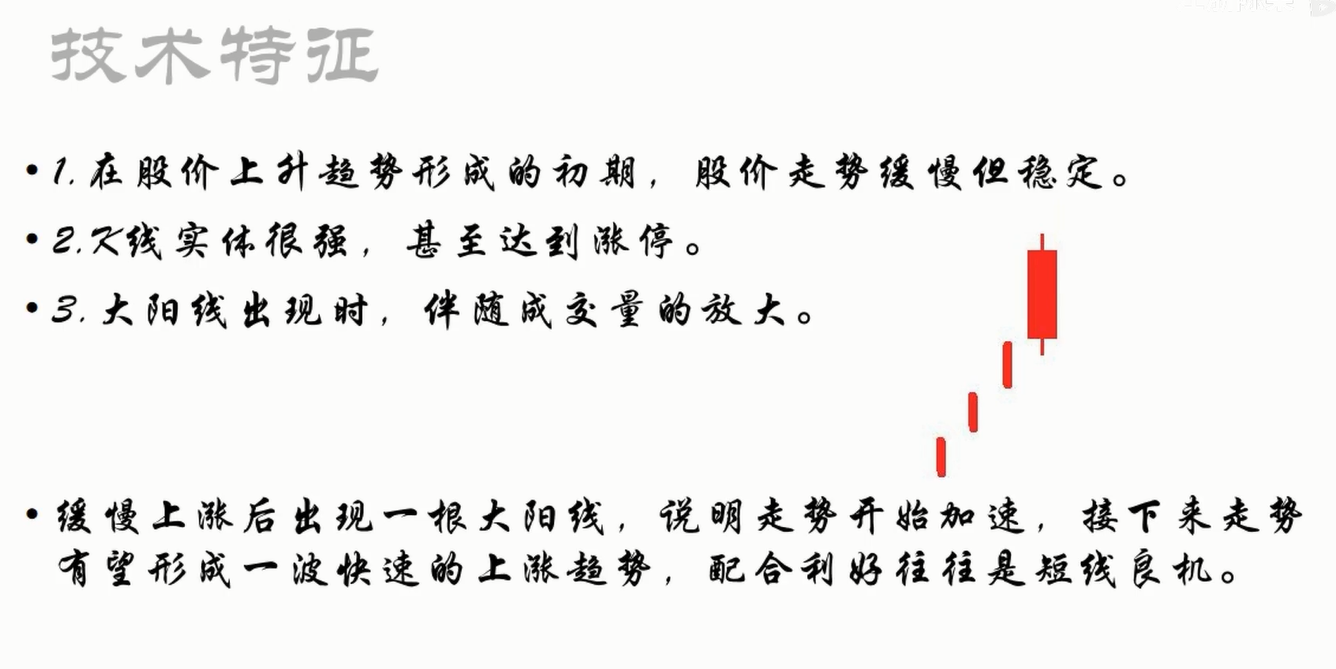 技术特征
•1.在股价上升趋势形成的初期，股价走势缓慢但稳定。
•2.K线实体很强，甚至达到涨停。
•3.大阳线出现时，伴随成交量的放大。
•缓慢上涨后出现一根大阳线，说明走势开始加速，接下来走势
有望形成一波快速的上涨趋势，配合利好往往是短线良机。